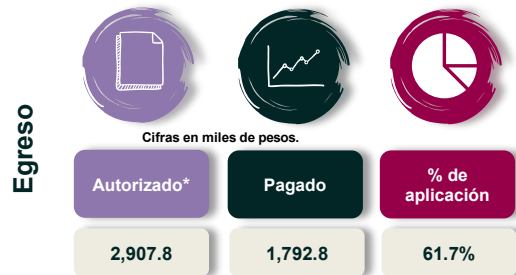 Egreso
Cifras en miles de pesos.
Autorizado*
Pagado
% de
aplicación
2,907.8
1,792.8
61.7%